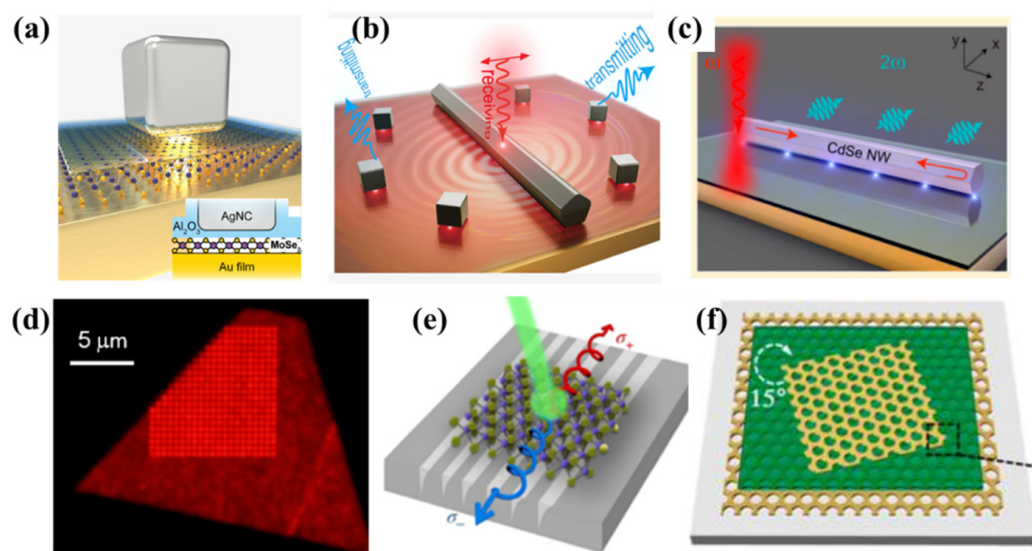 (a)
AgNC
Al2O3
MoSe
Au film
(b)
transmitting
receiving
transmitting
(c)
ω
2ω
y
x
z
CdSe NW
(d)
5 μm
(e)
σ+
σ−
(f)
15°